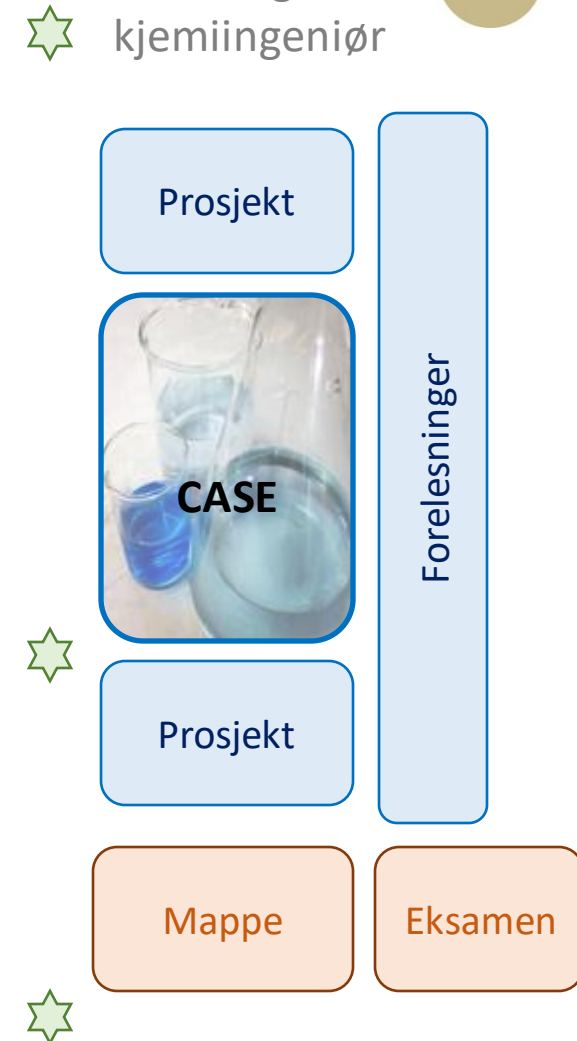 kjemiingeniør
Prosjekt
CASE
Forelesninger
Prosjekt
Mappe
Eksamen